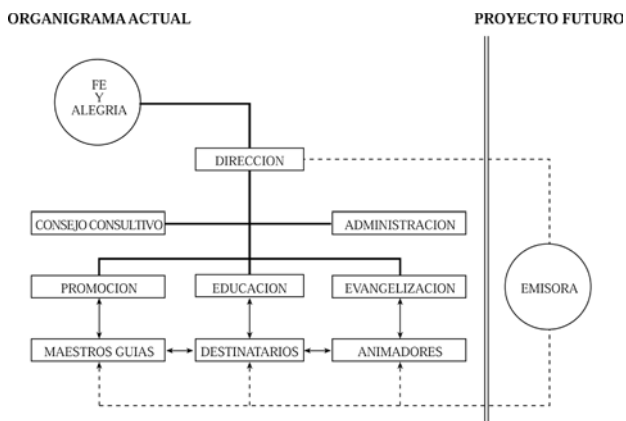 ORGANIGRAMA ACTUAL
PROYECTO FUTURO
FE
Y
ALEGRIA
DIRECCION
CONSEJO CONSULTIVO
ADMINISTRACION
PROMOCION
EDUCACION
EVANGELIZACION
EMISORA
MAESTROS GUIAS
DESTINATARIOS
ANIMADORES